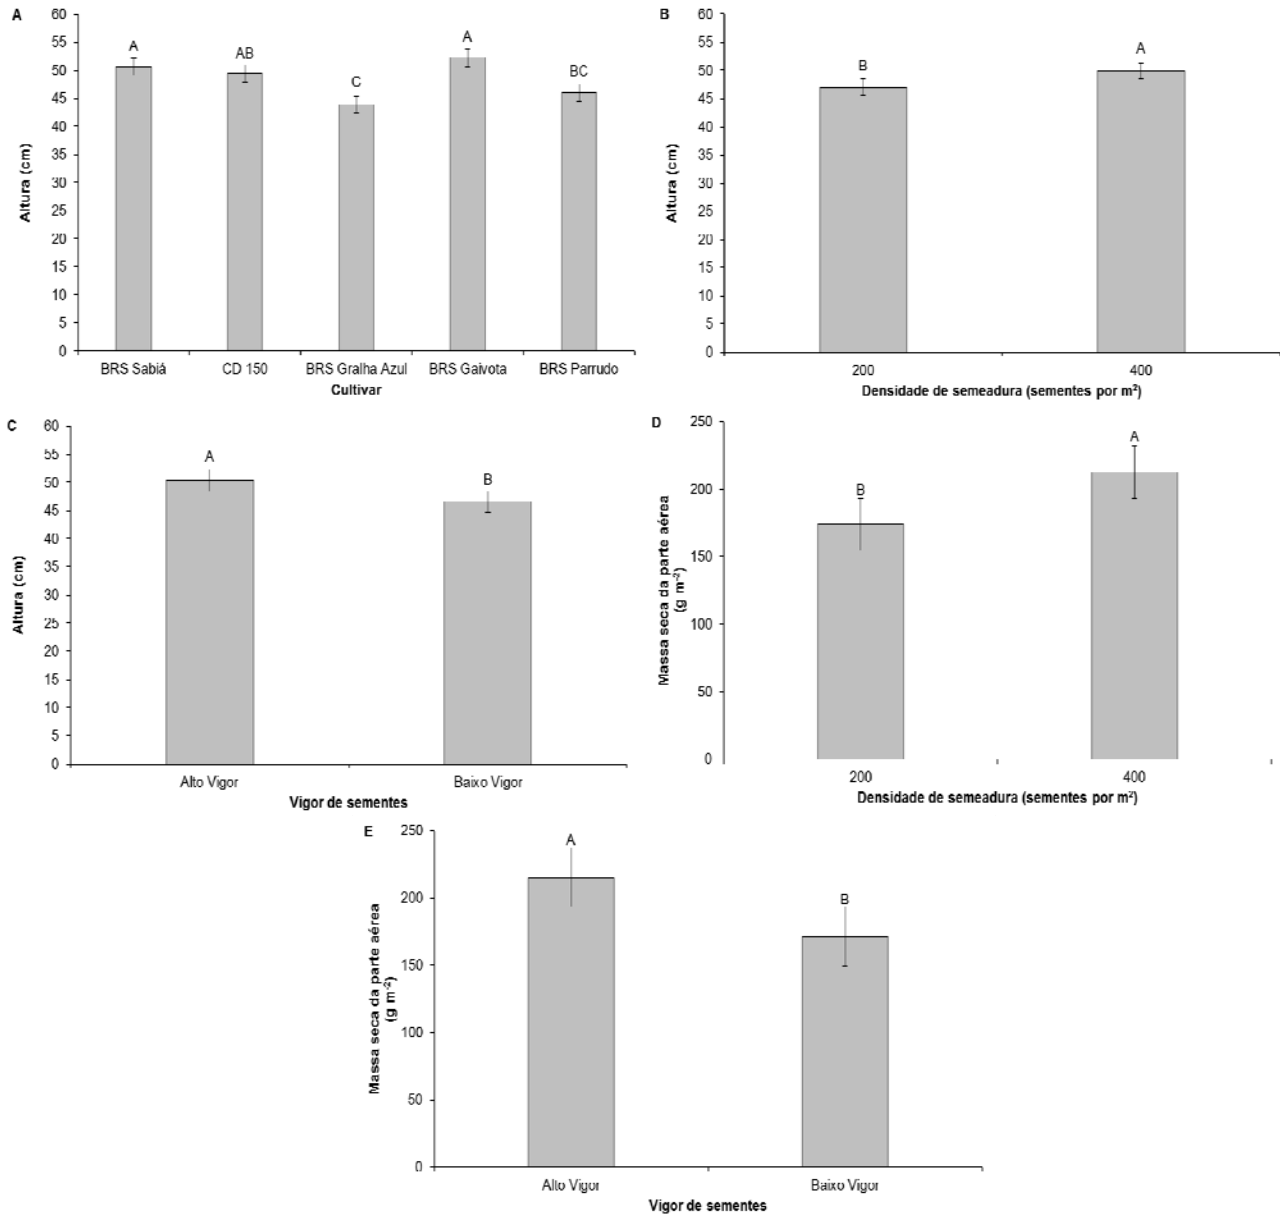 A
60
55
50
45
40
35
30
25
20
15
10
5
0
Altura (cm)
A
AB
C
A
BC
BRS Sabiá
CD 150
BRS Gralha Azul
BRS Gaivota
BRS Parrudo
Cultivar
B
60
55
50
45
40
35
30
25
20
15
10
5
0
Altura (cm)
B
A
200
400
Densidade de semeadura (sementes por m²)
C
60
55
50
45
40
35
30
25
20
15
10
5
0
Altura (cm)
A
B
Alto Vigor
Baixo Vigor
Vigor de sementes
D
250
200
150
100
50
0
Massa seca da parte aérea
(g m⁻²)
B
A
200
400
Densidade de semeadura (sementes por m²)
E
250
200
150
100
50
0
Massa seca da parte aérea
(g m⁻²)
A
B
Alto Vigor
Baixo Vigor
Vigor de sementes